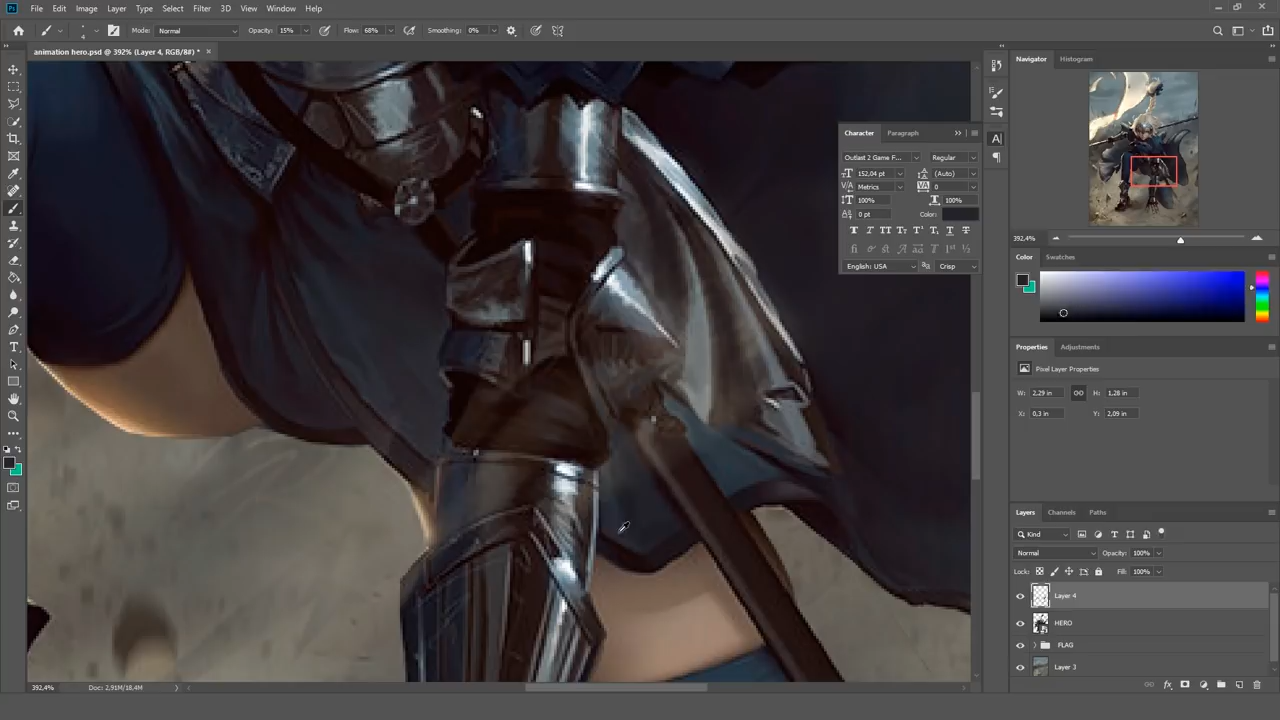 File Edit Image Layer Type Select Filter 3D View Window Help
Mode: Normal Opacity: 15% Flow: 68% Smoothing: 0%
4
animation hero.psd @ 392% (Layer 4, RGB/8#) *
Navigator Histogram
Character Paragraph
Outlast 2 Game F... Regular
152,04 pt (Auto)
Metrics 0
100% 100%
0 pt Color:
English: USA Crisp
392,4%
Color Swatches
Properties Adjustments
Pixel Layer Properties
W: 2,29 in H: 1,28 in
X: 0,3 in Y: 2,09 in
Layers Channels Paths
Kind
Normal Opacity: 100%
Lock: Fill: 100%
Layer 4
HERO
FLAG
Layer 3
392,4% Doc: 2,91M/18,4M